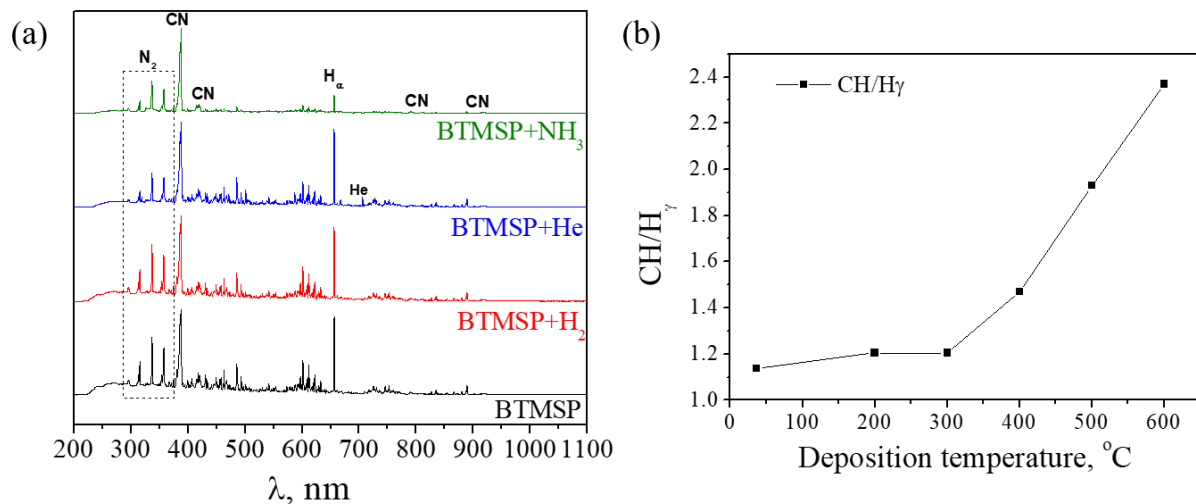 (a)
CN
N₂
CN
Hα
CN
CN
BTMSP+NH₃
He
BTMSP+He
BTMSP+H₂
BTMSP
200 300 400 500 600 700 800 900 1000 1100
λ, nm
(b)
CH/Hγ
2.4
2.2
2.0
1.8
1.6
1.4
1.2
1.0
CH/Hγ
0 100 200 300 400 500 600
Deposition temperature, °C